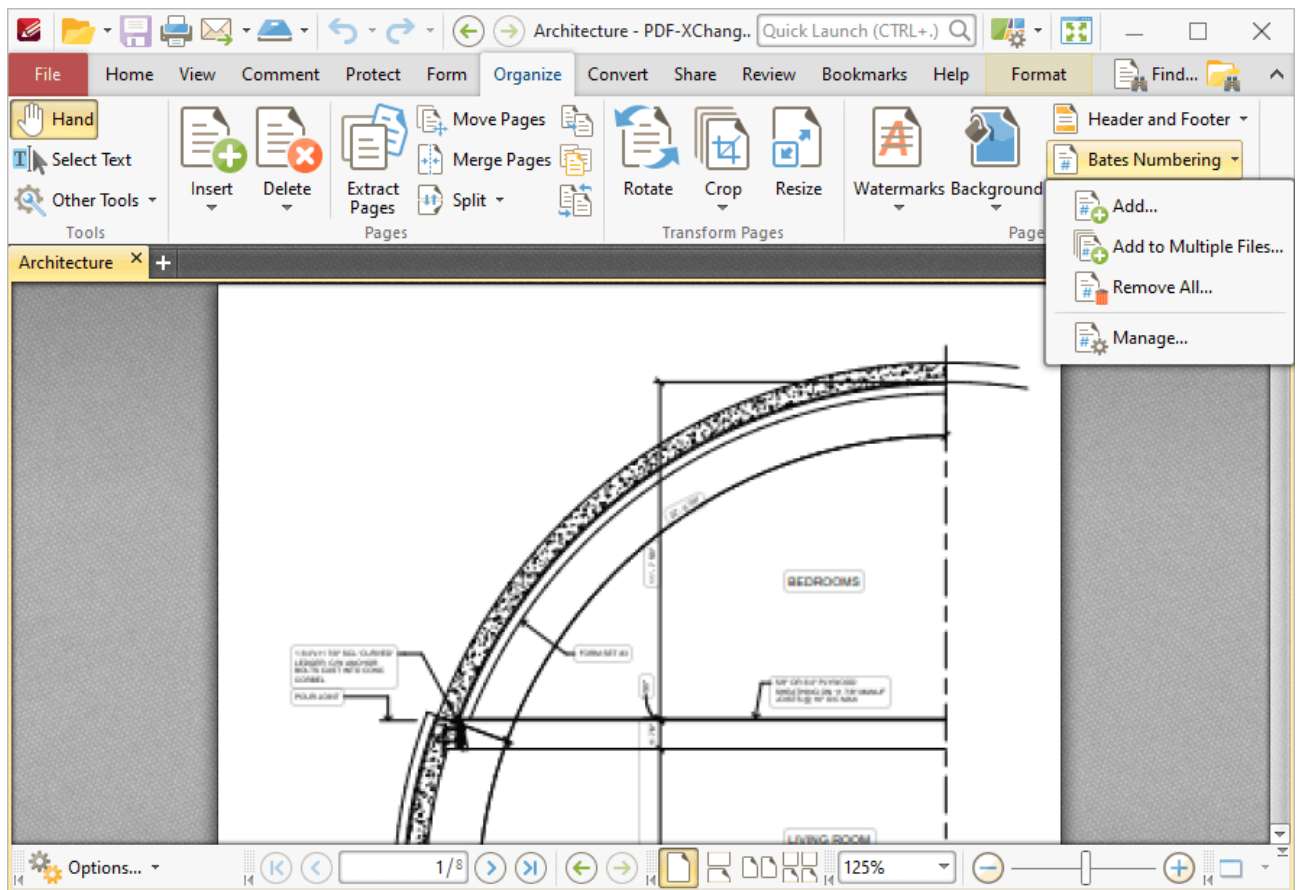 Architecture - PDF-XChang..
Quick Launch (CTRL+.)
File Home View Comment Protect Form Organize Convert Share Review Bookmarks Help Format Find...
Hand
Select Text
Other Tools
Tools
Insert
Delete
Extract
Pages
Move Pages
Merge Pages
Split
Pages
Rotate
Crop
Resize
Transform Pages
Watermarks
Background
Header and Footer
Bates Numbering
Page
Add...
Add to Multiple Files...
Remove All...
Manage...
Architecture
BEDROOMS
POUR JOINT
LIVING ROOM
Options...
1/8
125%